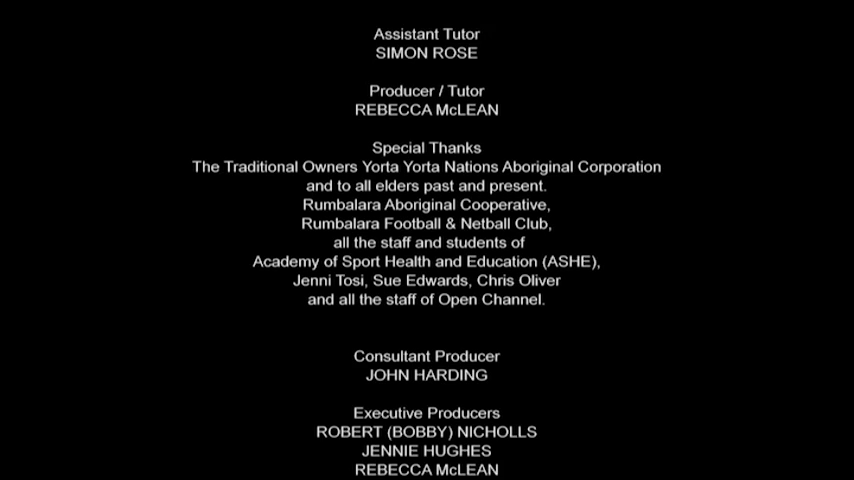 Assistant Tutor
SIMON ROSE
Producer / Tutor
REBECCA McLEAN
Special Thanks
The Traditional Owners Yorta Yorta Nations Aboriginal Corporation
and to all elders past and present.
Rumbalara Aboriginal Cooperative,
Rumbalara Football & Netball Club,
all the staff and students of
Academy of Sport Health and Education (ASHE),
Jenni Tosi, Sue Edwards, Chris Oliver
and all the staff of Open Channel.
Consultant Producer
JOHN HARDING
Executive Producers
ROBERT (BOBBY) NICHOLLS
JENNIE HUGHES
REBECCA McLEAN